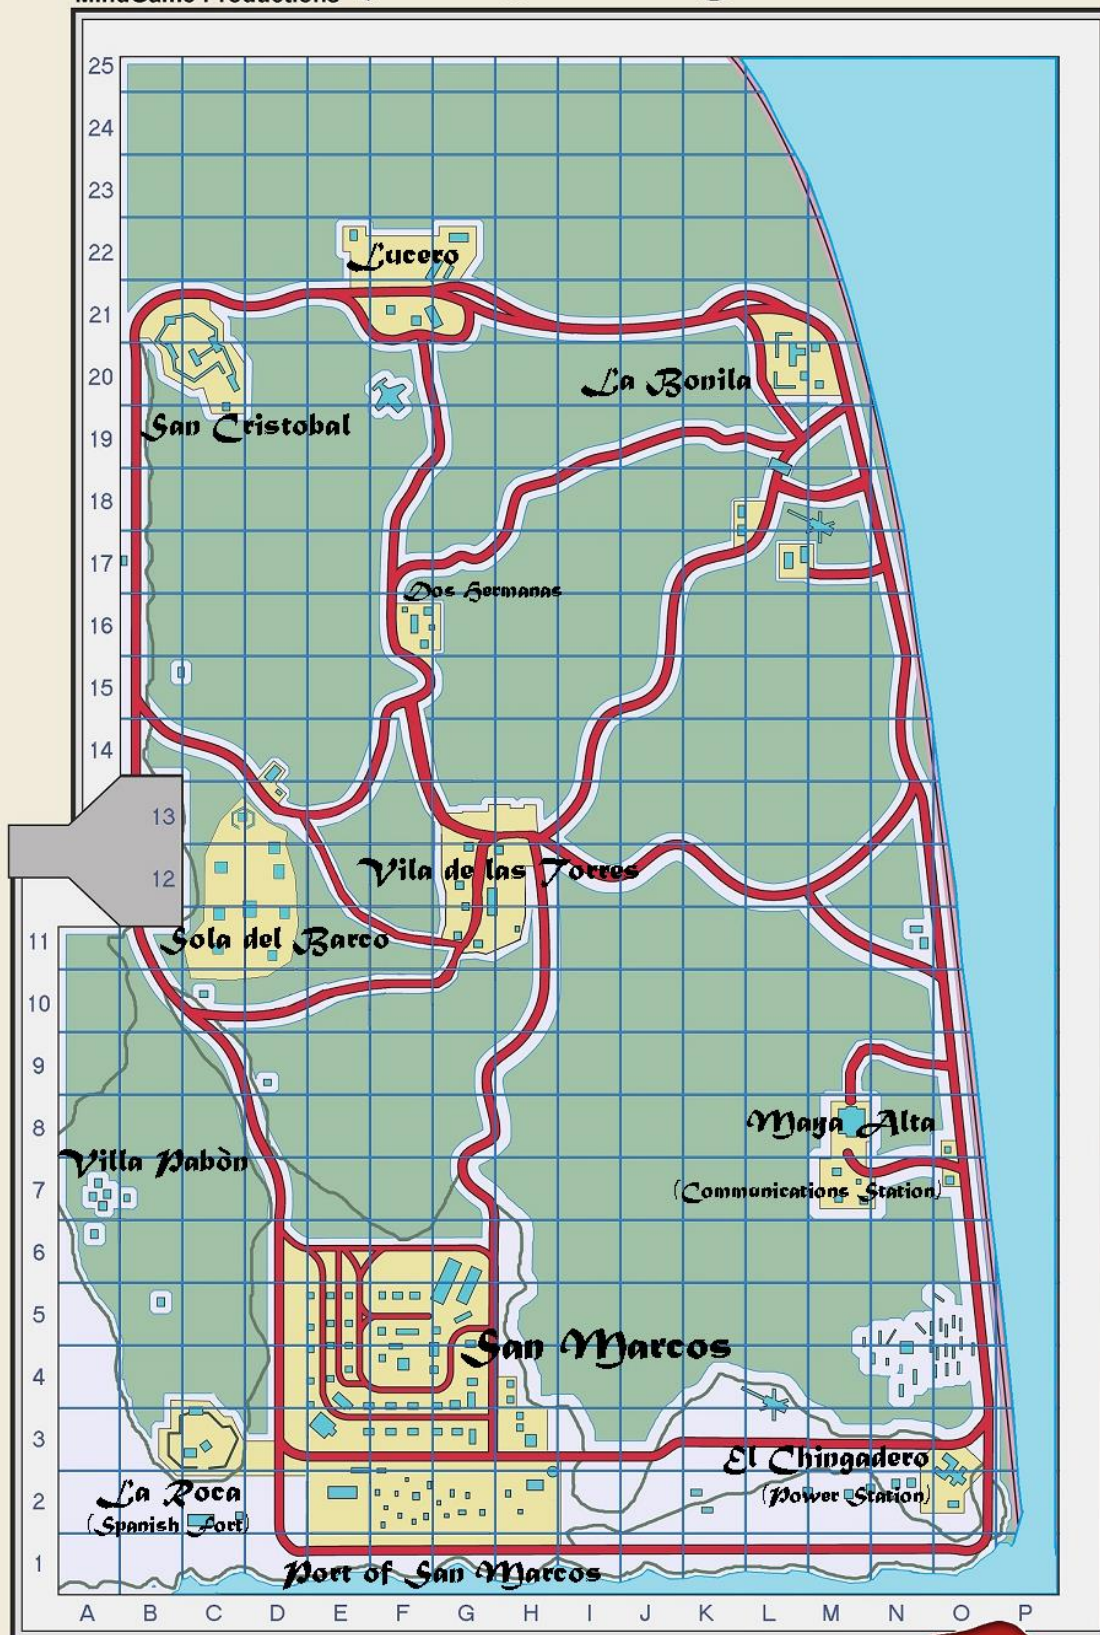 MindGame Productions
25
24
23
22
Lucero
21
20
La Bonila
19
San Cristobal
18
17
Dos Hermanas
16
15
14
13
12
Vila de las Torres
11
Sola del Barco
10
9
8
Maya Alta
Villa Pabòn
7
(Communications Station)
6
5
San Marcos
4
3
El Chingadero
La Roca
2
(Power Station)
(Spanish Fort)
1
Port of San Marcos
A B C D E F G H I J K L M N O P